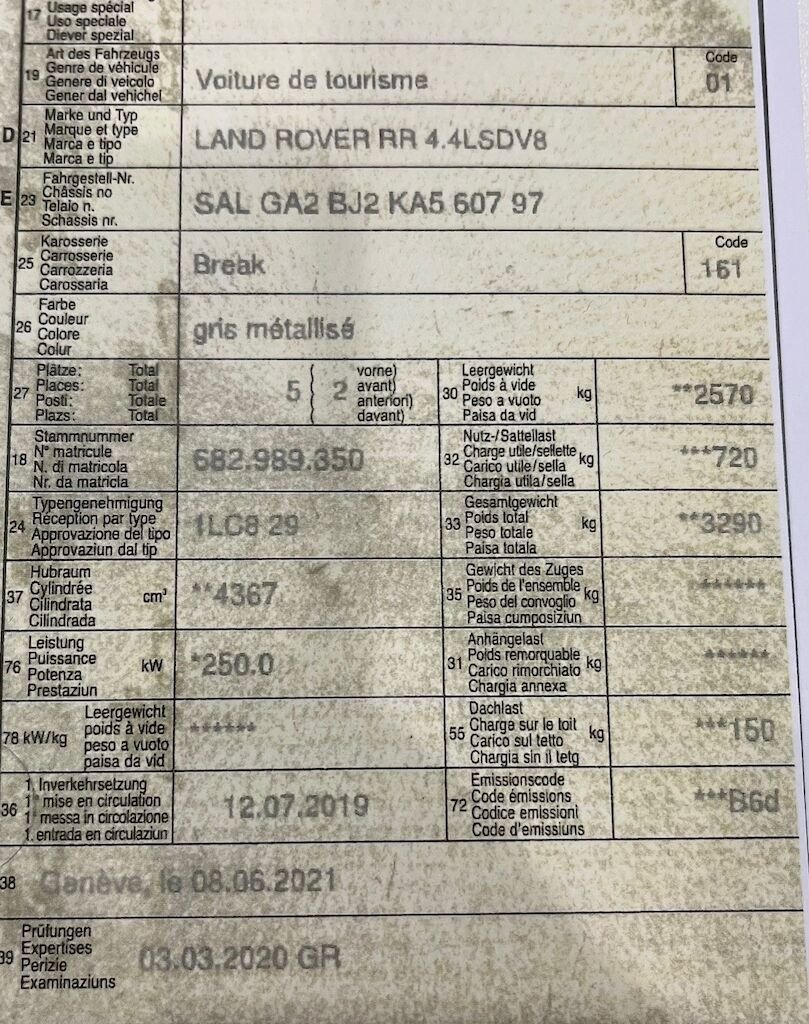 17 Usage spécial
Uso speciale
Diever spezial
19 Art des Fahrzeugs
Genre de véhicule
Genere di veicolo
Gener dal vehichel
Voiture de tourisme
Code
01
D 21 Marke und Typ
Marque et type
Marca e tipo
Marca e tip
LAND ROVER RR 4.4LSDV8
E 23 Fahrgestell-Nr.
Châssis no
Telaio n.
Schassis nr.
SAL GA2 BJ2 KA5 607 97
25 Karosserie
Carrosserie
Carrozzeria
Carossaria
Break
Code
161
26 Farbe
Couleur
Colore
Colur
gris métallisé
27 Plätze: Total
Places: Total
Posti: Totale
Plazs: Total
5 ( 2 vorne)
( avant)
( anteriori)
( davant)
30 Leergewicht
Poids à vide
Peso a vuoto
Paisa da vid
kg
**2570
18 Stammnummer
N° matricule
N. di matricola
Nr. da matricla
682.989.350
32 Nutz-/Sattellast
Charge utile/sellette
Carico utile/sella
Chargia utila/sella
kg
***720
24 Typengenehmigung
Réception par type
Approvazione del tipo
Approvaziun dal tip
1LC8 29
33 Gesamtgewicht
Poids total
Peso totale
Paisa totala
kg
**3290
37 Hubraum
Cylindrée
Cilindrata
Cilindrada
cm³
**4367
35 Gewicht des Zuges
Poids de l'ensemble
Peso del convoglio
Paisa cumposiziun
kg
******
76 Leistung
Puissance
Potenza
Prestaziun
kW
*250.0
31 Anhängelast
Poids remorquable
Carico rimorchiato
Chargia annexa
kg
******
78 kW/kg
Leergewicht
poids à vide
peso a vuoto
paisa da vid
******
55 Dachlast
Charge sur le toit
Carico sul tetto
Chargia sin il tetg
kg
***150
36 1. Inverkehrsetzung
1re mise en circulation
1a messa in circolazione
1. entrada en circulaziun
12.07.2019
72 Emissionscode
Code émissions
Codice emissioni
Code d'emissiuns
***B6d
38 Genève, le 08.06.2021
39 Prüfungen
Expertises
Perizie
Examinaziuns
03.03.2020 GR